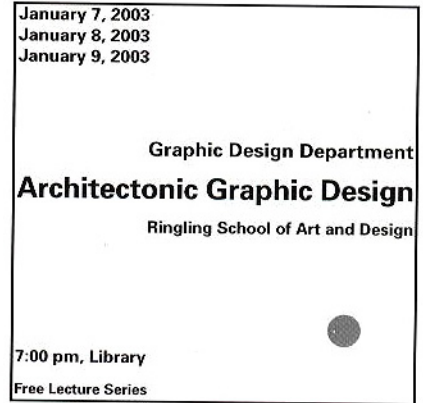 January 7, 2003
January 8, 2003
January 9, 2003
Graphic Design Department
Architectonic Graphic Design
Ringling School of Art and Design
7:00 pm, Library
Free Lecture Series